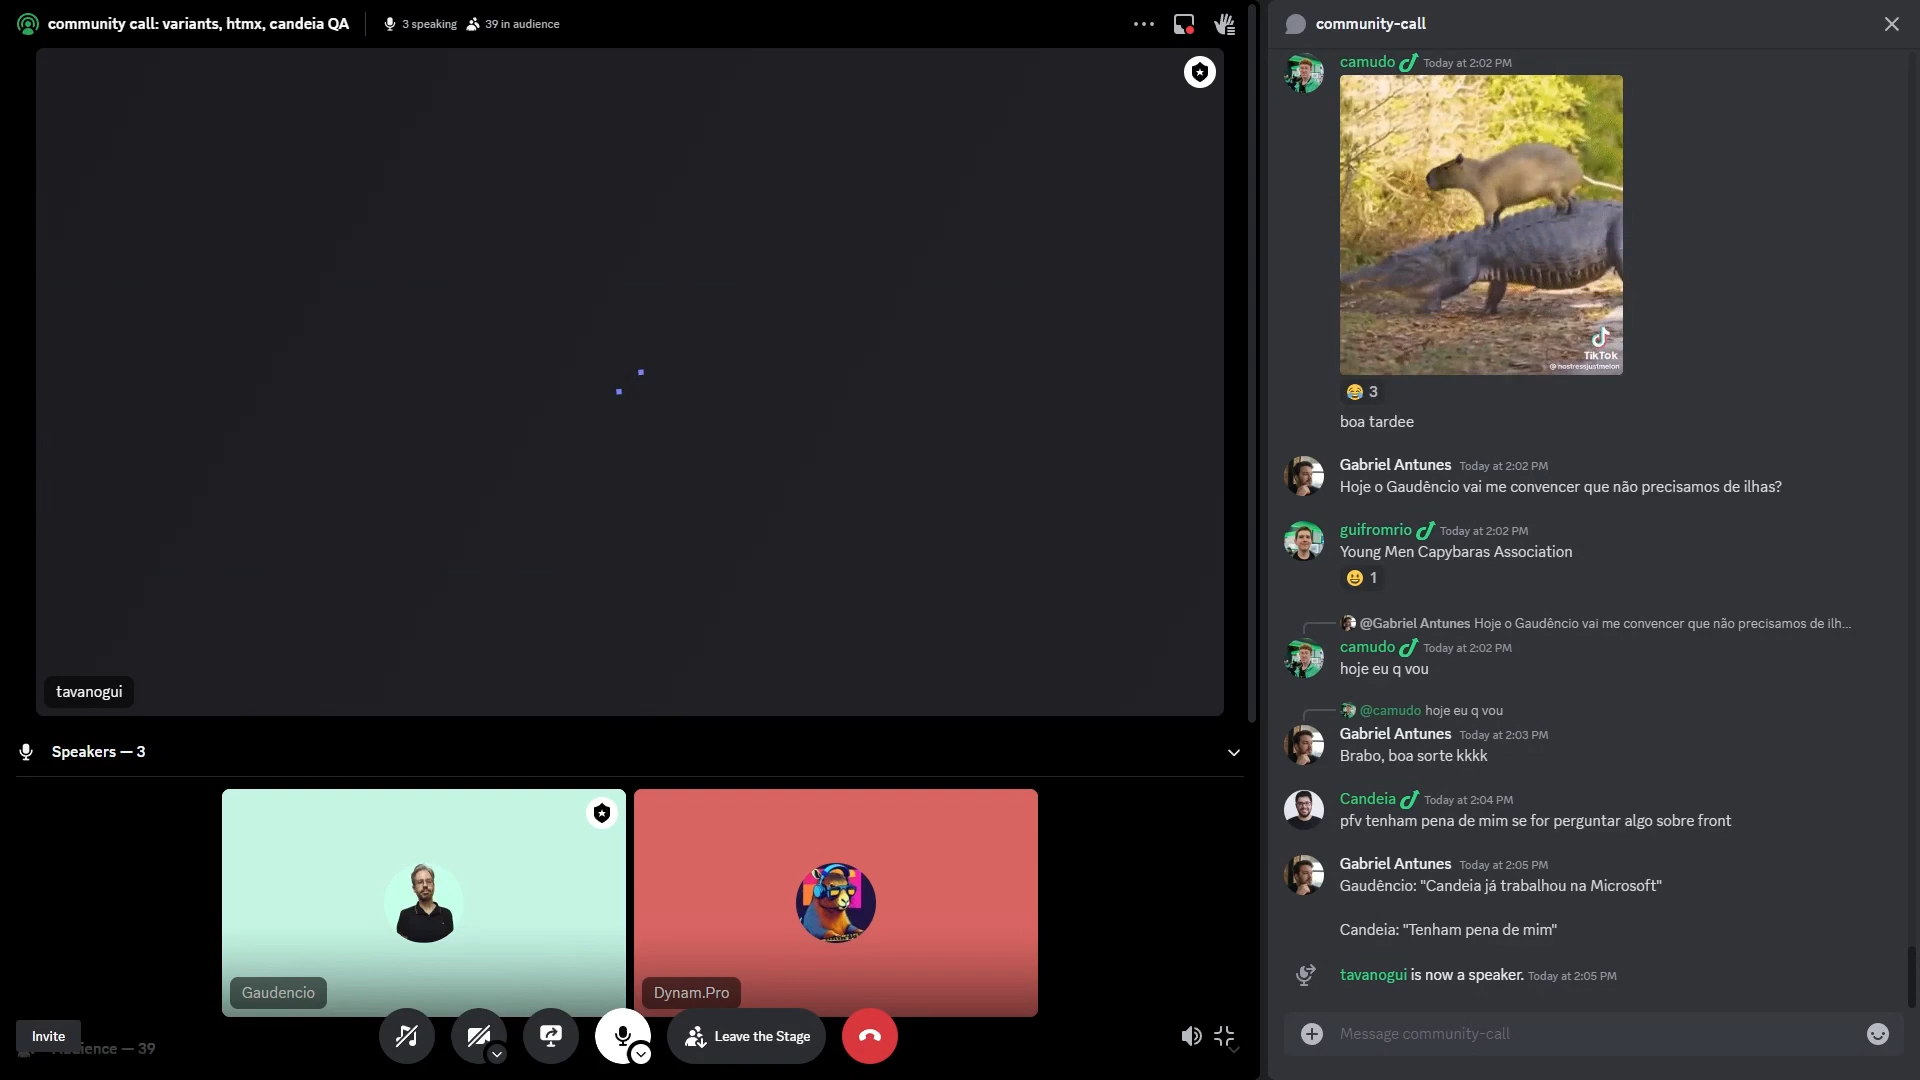 community call: variants, htmx, candeia QA
3 speaking
39 in audience
tavanogui
Speakers — 3
Gaudencio
Dynam.Pro
Invite
Audience — 39
Leave the Stage
community-call
camudo Today at 2:02 PM
TikTok
@hostressjustmelon
3
boa tardee
Gabriel Antunes Today at 2:02 PM
Hoje o Gaudêncio vai me convencer que não precisamos de ilhas?
guifromrio Today at 2:02 PM
Young Men Capybaras Association
1
@Gabriel Antunes Hoje o Gaudêncio vai me convencer que não precisamos de ilh...
camudo Today at 2:02 PM
hoje eu q vou
@camudo hoje eu q vou
Gabriel Antunes Today at 2:03 PM
Brabo, boa sorte kkkk
Candeia Today at 2:04 PM
pfv tenham pena de mim se for perguntar algo sobre front
Gabriel Antunes Today at 2:05 PM
Gaudêncio: "Candeia já trabalhou na Microsoft"
Candeia: "Tenham pena de mim"
tavanogui is now a speaker. Today at 2:05 PM
Message community-call